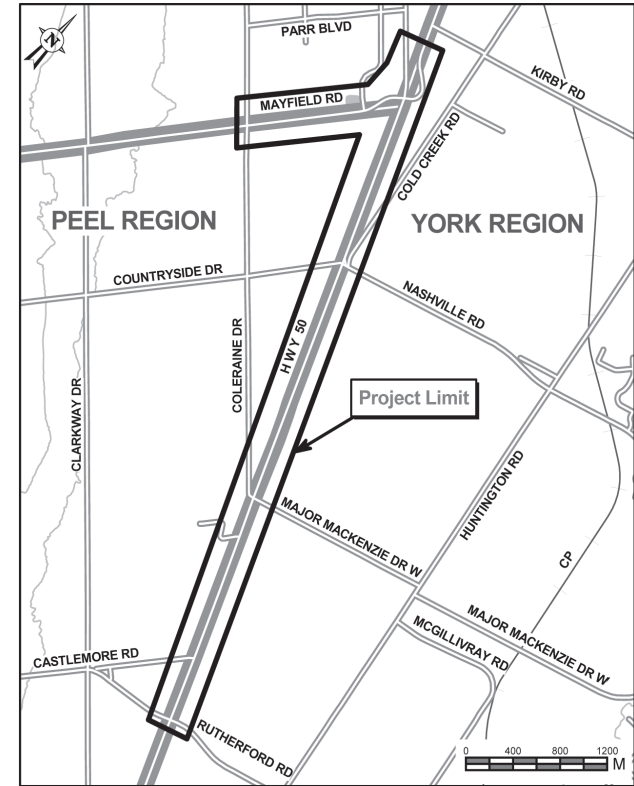 N
PARR BLVD
KIRBY RD
MAYFIELD RD
COLD CREEK RD
PEEL REGION
YORK REGION
COUNTRYSIDE DR
NASHVILLE RD
HWY 50
COLERAINE DR
CLARKWAY DR
Project Limit
HUNTINGTON RD
MAJOR MACKENZIE DR W
CP
MAJOR MACKENZIE DR W
MCGILLIVRAY RD
CASTLEMORE RD
RUTHERFORD RD
0 400 800 1200
M